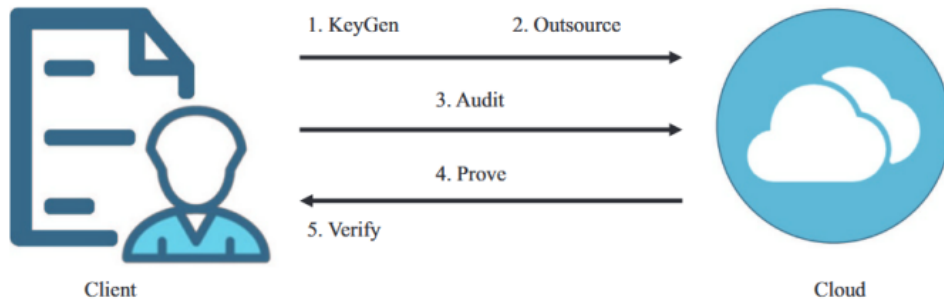 1. KeyGen 2. Outsource
3. Audit
4. Prove
5. Verify
Client Cloud